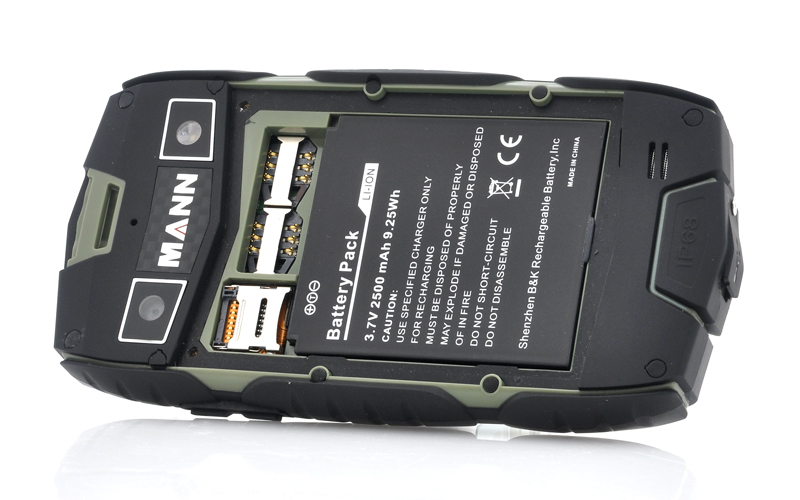 MANN
Battery Pack
LI-ION
3.7V 2500 mAh 9.25Wh
CAUTION:
USE SPECIFIED CHARGER ONLY
FOR RECHARGING
MUST BE DISPOSED OF PROPERLY
MAY EXPLODE IF DAMAGED OR DISPOSED
OF IN FIRE
DO NOT SHORT-CIRCUIT
DO NOT DISASSEMBLE
CE
Shenzhen B&K Rechargeable Battery,Inc
MADE IN CHINA
IP68